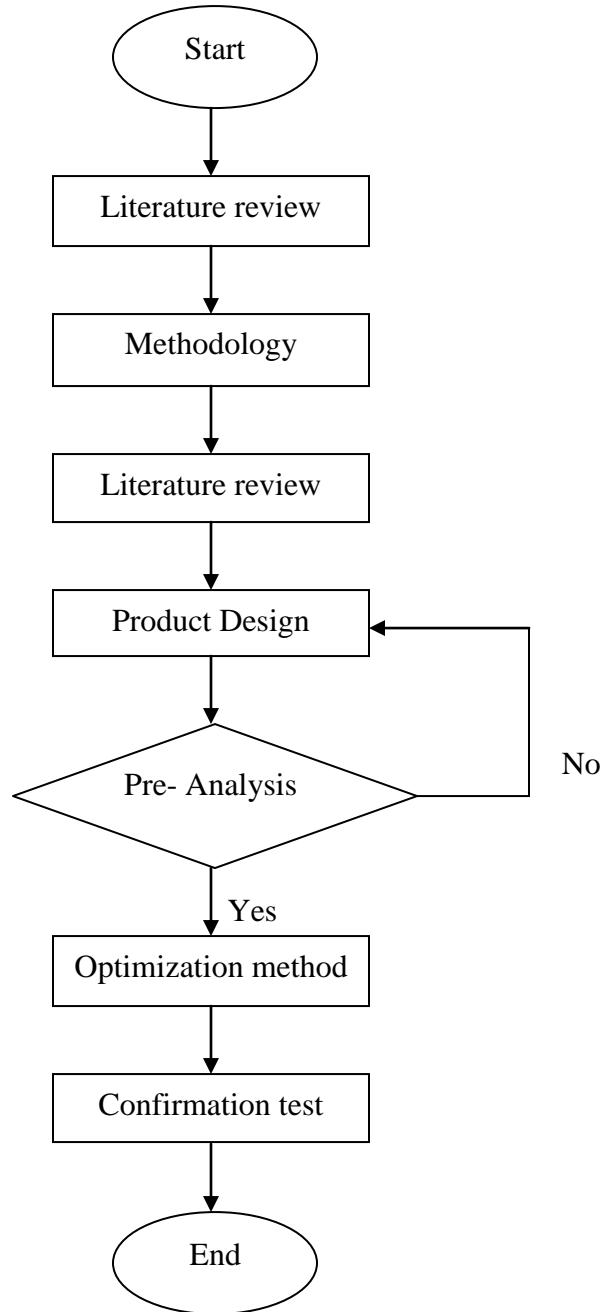 Start
Literature review
Methodology
Literature review
Product Design
Pre- Analysis
No
Yes
Optimization method
Confirmation test
End